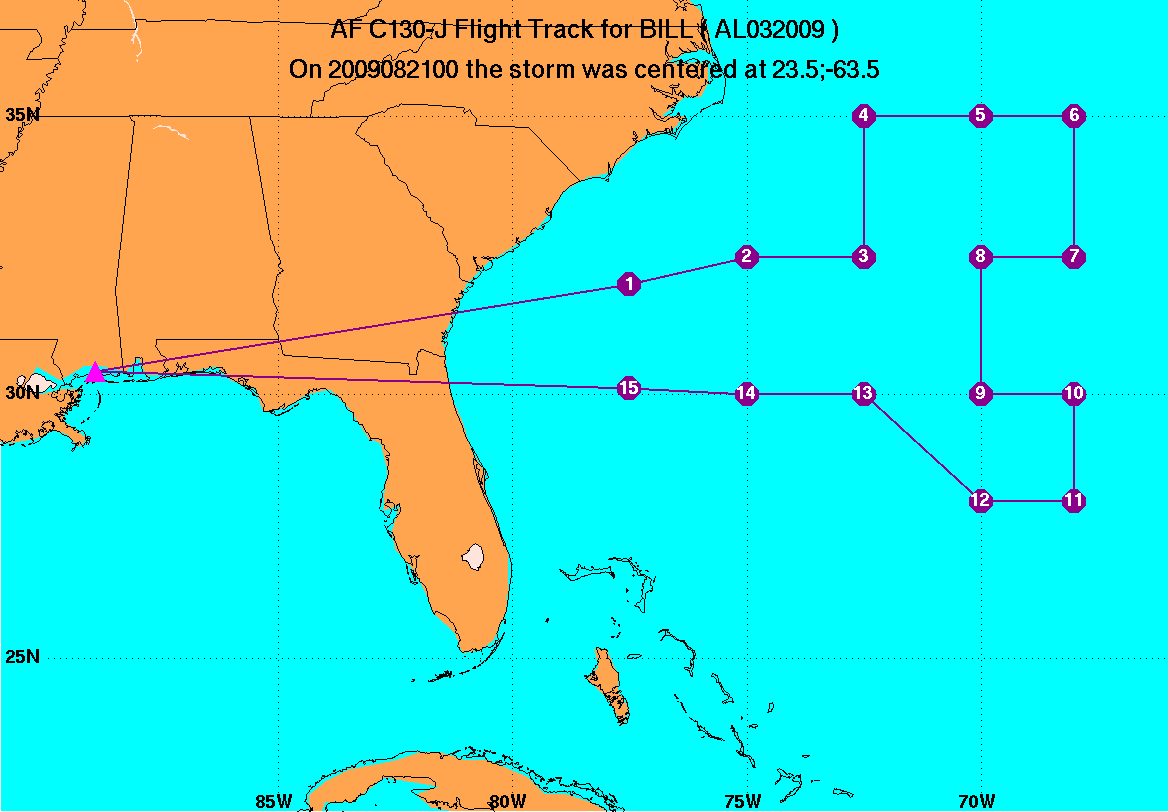 AF C130-J Flight Track for BILL ( AL032009 )
On 2009082100 the storm was centered at 23.5;-63.5
35N
4
5
6
2
3
8
7
1
30N
15
14
13
9
10
12
11
25N
85W
80W
75W
70W